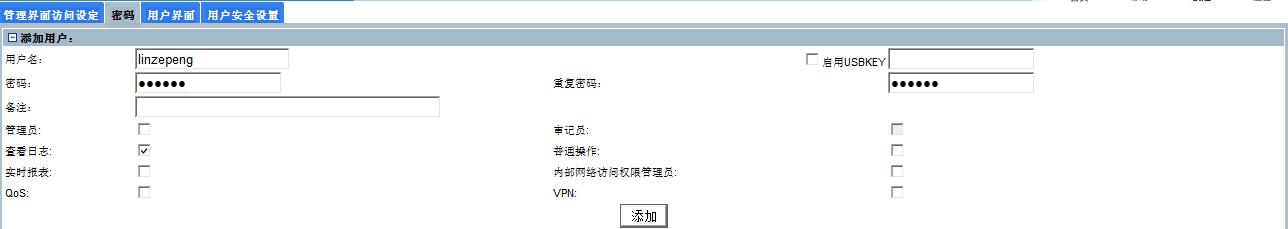 管理界面访问设定 密码 用户界面 用户安全设置
添加用户：
用户名： linzepeng 启用USBKEY
密码： ●●●●●● 重复密码： ●●●●●●
备注：
管理员: 审记员:
查看日志: 普通操作:
实时报表: 内部网络访问权限管理员:
QoS: VPN:
添加